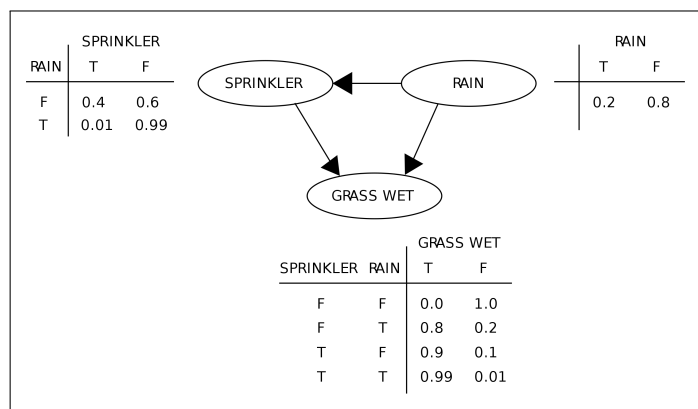 SPRINKLER
RAIN T F
F 0.4 0.6
T 0.01 0.99
SPRINKLER
RAIN
RAIN
T F
0.2 0.8
GRASS WET
GRASS WET
SPRINKLER RAIN T F
F F 0.0 1.0
F T 0.8 0.2
T F 0.9 0.1
T T 0.99 0.01